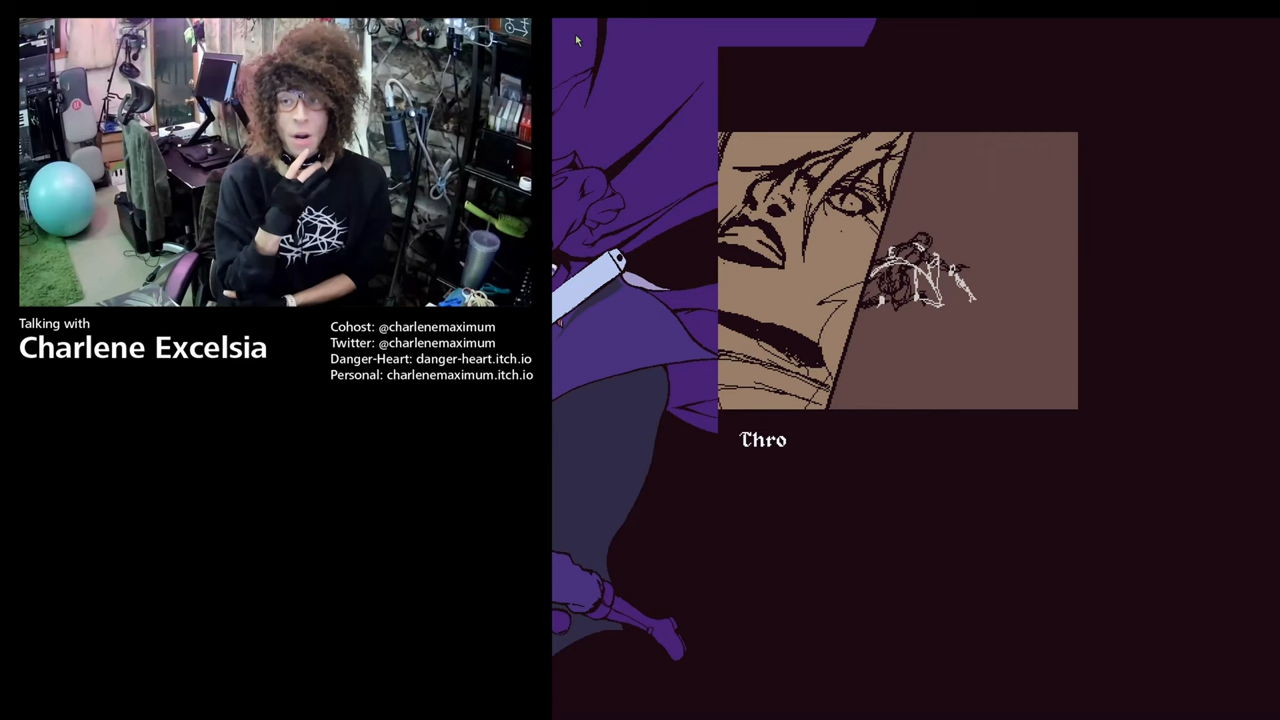 Talking with
Charlene Excelsia
Cohost: @charlenemaximum
Twitter: @charlenemaximum
Danger-Heart: danger-heart.itch.io
Personal: charlenemaximum.itch.io
Thro